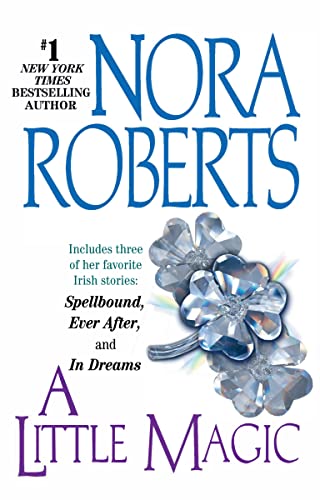 #1
NEW YORK
TIMES
BESTSELLING
AUTHOR
NORA
ROBERTS
Includes three
of her favorite
Irish stories:
Spellbound,
Ever After,
and
In Dreams
A
LITTLE MAGIC